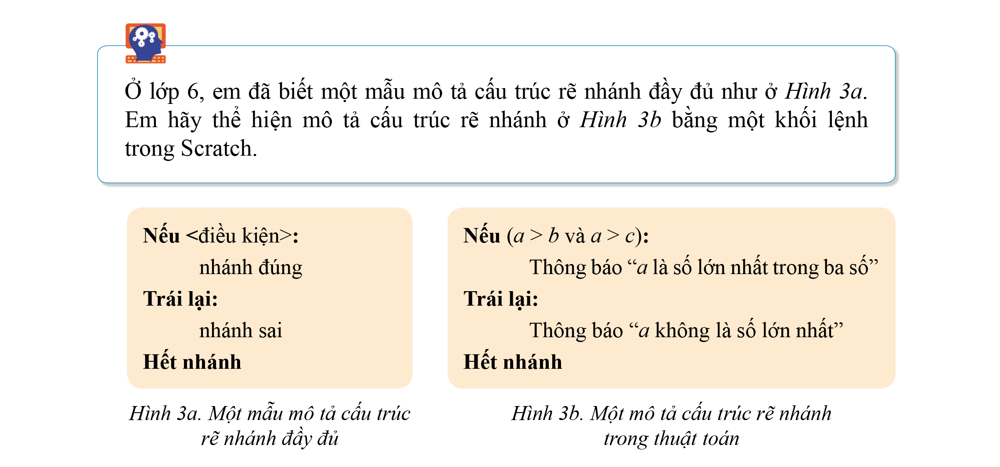 Ở lớp 6, em đã biết một mẫu mô tả cấu trúc rẽ nhánh đầy đủ như ở Hình 3a.
Em hãy thể hiện mô tả cấu trúc rẽ nhánh ở Hình 3b bằng một khối lệnh
trong Scratch.
Nếu <điều kiện>:
nhánh đúng
Trái lại:
nhánh sai
Hết nhánh
Hình 3a. Một mẫu mô tả cấu trúc
rẽ nhánh đầy đủ
Nếu (a > b và a > c):
Thông báo “a là số lớn nhất trong ba số”
Trái lại:
Thông báo “a không là số lớn nhất”
Hết nhánh
Hình 3b. Một mô tả cấu trúc rẽ nhánh
trong thuật toán